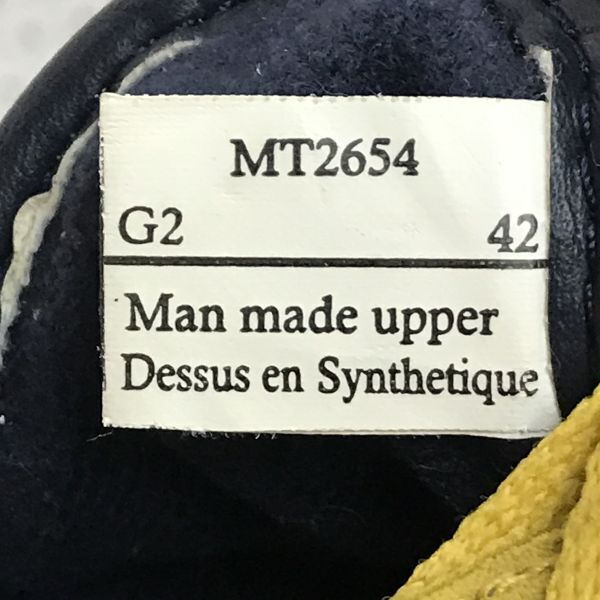 MT2654
G2 42
Man made upper
Dessus en Synthetique